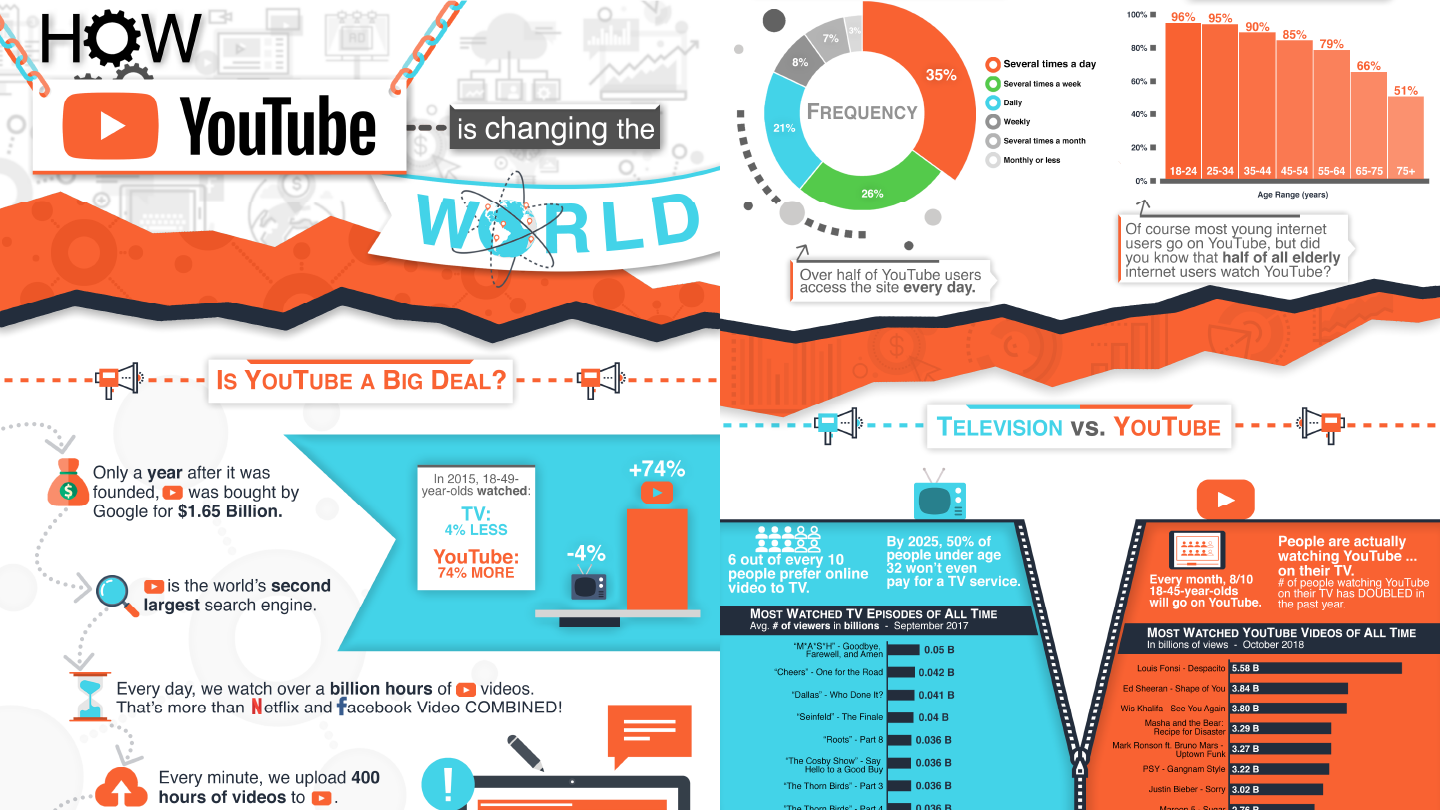 HOW
YouTube
is changing the
WORLD
IS YOUTUBE A BIG DEAL?
Only a year after it was
founded, was bought by
Google for $1.65 Billion.
In 2015, 18-49-
year-olds watched:
TV:
4% LESS
YouTube:
74% MORE
-4%
+74%
is the world's second
largest search engine.
Every day, we watch over a billion hours of videos.
That's more than Netflix and facebook Video COMBINED!
Every minute, we upload 400
hours of videos to .
!
FREQUENCY
35%
26%
21%
8%
7%
3%
Several times a day
Several times a week
Daily
Weekly
Several times a month
Monthly or less
Over half of YouTube users
access the site every day.
100%
80%
60%
40%
20%
0%
96%
95%
90%
85%
79%
66%
51%
18-24
25-34
35-44
45-54
55-64
65-75
75+
Age Range (years)
Of course most young internet
users go on YouTube, but did
you know that half of all elderly
internet users watch YouTube?
TELEVISION VS. YOUTUBE
6 out of every 10
people prefer online
video to TV.
By 2025, 50% of
people under age
32 won't even
pay for a TV service.
MOST WATCHED TV EPISODES OF ALL TIME
Avg. # of viewers in billions - September 2017
"M*A*S*H" - Goodbye,
Farewell, and Amen
0.05 B
"Cheers" - One for the Road
0.042 B
"Dallas" - Who Done It?
0.041 B
"Seinfeld" - The Finale
0.04 B
"Roots" - Part 8
0.036 B
"The Cosby Show" - Say
Hello to a Good Buy
0.036 B
"The Thorn Birds" - Part 3
0.036 B
"The Thorn Birds" - Part 4
0.036 B
Every month, 8/10
18-45-year-olds
will go on YouTube.
People are actually
watching YouTube ...
on their TV.
# of people watching YouTube
on their TV has DOUBLED in
the past year.
MOST WATCHED YOUTUBE VIDEOS OF ALL TIME
In billions of views - October 2018
Louis Fonsi - Despacito
5.58 B
Ed Sheeran - Shape of You
3.84 B
Wiz Khalifa - See You Again
3.80 B
Masha and the Bear:
Recipe for Disaster
3.29 B
Mark Ronson ft. Bruno Mars -
Uptown Funk
3.27 B
PSY - Gangnam Style
3.22 B
Justin Bieber - Sorry
3.02 B
Maroon 5 - Sugar
2.76 B